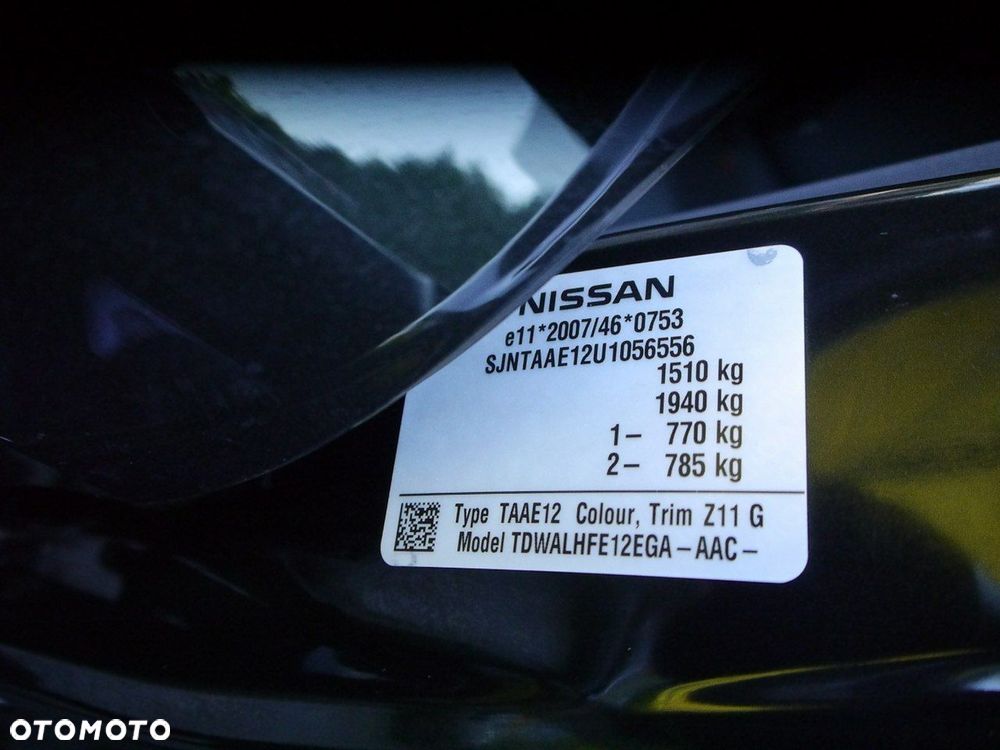 NISSAN
e11*2007/46*0753
SJNTAAE12U1056556
1510 kg
1940 kg
1– 770 kg
2– 785 kg
Type TAAE12 Colour, Trim Z11 G
Model TDWALHFE12EGA–AAC–
OTOMOTO